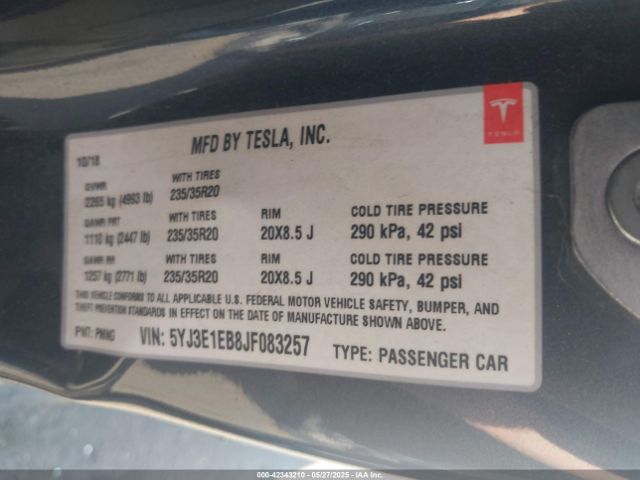 MFD BY TESLA, INC.
TESLA
10/18
GVWR WITH TIRES
2265 kg (4993 lb) 235/35R20
GAWR FRT WITH TIRES RIM COLD TIRE PRESSURE
1110 kg (2447 lb) 235/35R20 20X8.5 J 290 kPa, 42 psi
GAWR RR WITH TIRES RIM COLD TIRE PRESSURE
1257 kg (2771 lb) 235/35R20 20X8.5 J 290 kPa, 42 psi
THIS VEHICLE CONFORMS TO ALL APPLICABLE U.S. FEDERAL MOTOR VEHICLE SAFETY, BUMPER, AND
THEFT PREVENTION STANDARDS IN EFFECT ON THE DATE OF MANUFACTURE SHOWN ABOVE.
PNT: PMNG VIN: 5YJ3E1EB8JF083257 TYPE: PASSENGER CAR
000-42343210 - 05/27/2025 - IAA Inc.